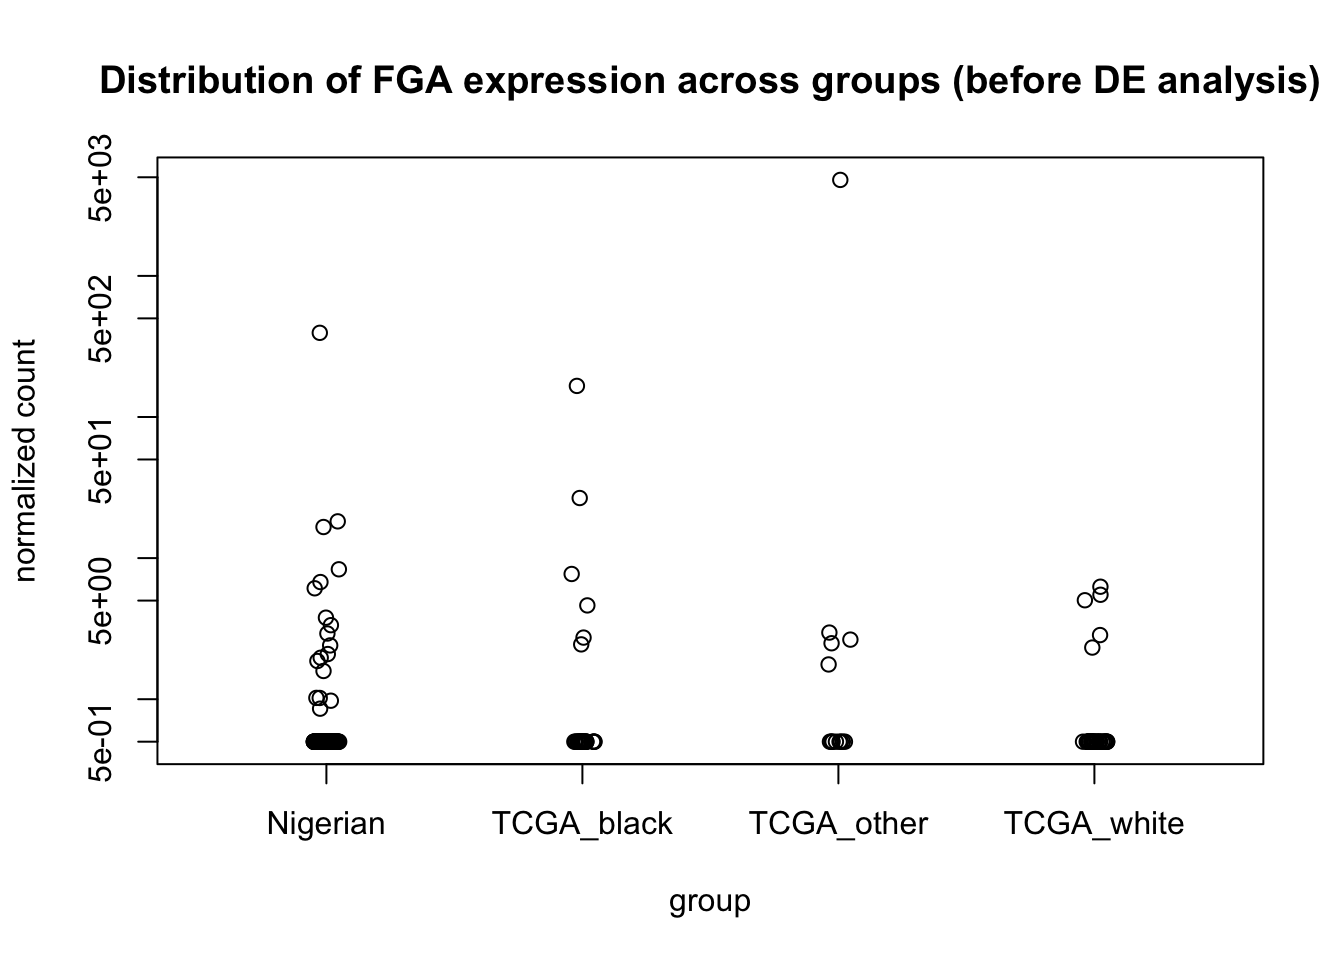 Distribution of FGA expression across groups (before DE analysis)
normalized count
5e+03
5e+02
5e+01
5e+00
5e-01
Nigerian
TCGA_black
TCGA_other
TCGA_white
group